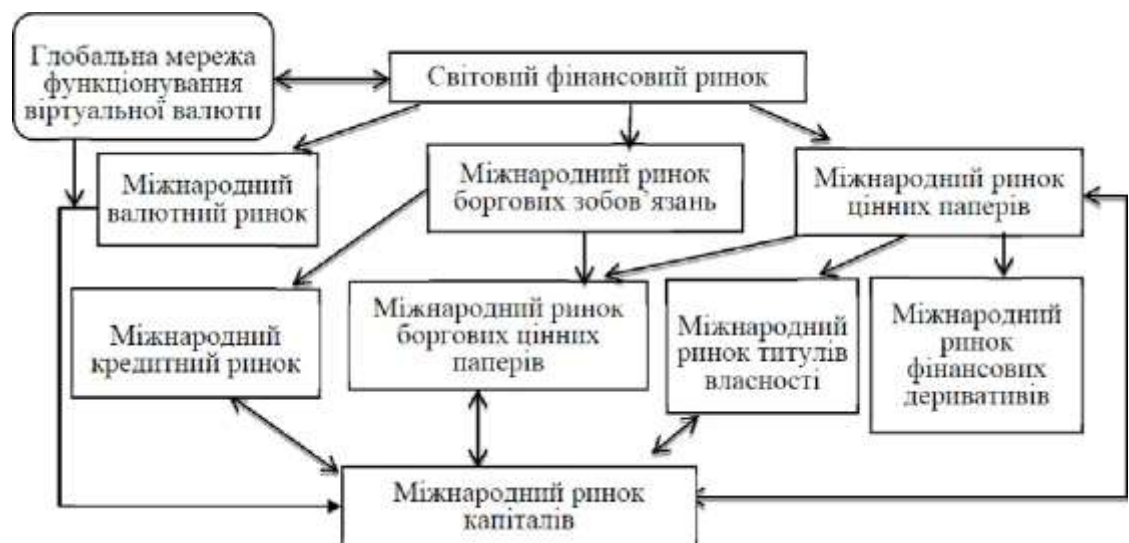 Глобальна мережа
функціонування
віртуальної валюти
Світовий фінансовий ринок
Міжнародний
валютний ринок
Міжнародний ринок
боргових зобов`язань
Міжнародний ринок
цінних паперів
Міжнародний
кредитний ринок
Міжнародний ринок
боргових цінних
паперів
Міжнародний
ринок титулів
власності
Міжнародний
ринок
фінансових
деривативів
Міжнародний ринок
капіталів